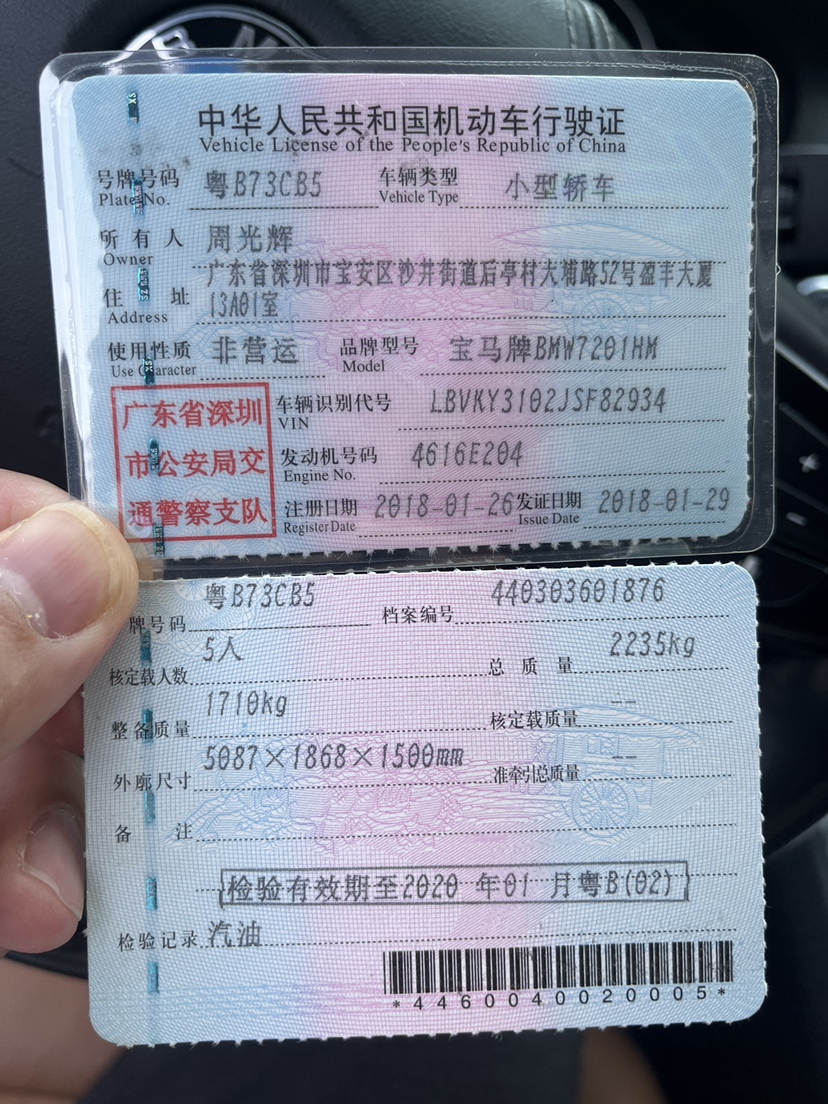 中华人民共和国机动车行驶证
Vehicle License of the People's Republic of China
号牌号码 粤B73CB5 车辆类型 小型轿车
Plate No. Vehicle Type
所有人 周光辉
Owner
住址 广东省深圳市宝安区沙井街道后亭村大埔路52号盈丰大厦
13A01室
Address
使用性质 非营运 品牌型号 宝马牌BMW7201HM
Use Character Model
广东省深圳
市公安局交
通警察支队
车辆识别代号 LBVKY3102JSF82934
VIN
发动机号码 4616E204
Engine No.
注册日期 2018-01-26 发证日期 2018-01-29
Register Date Issue Date
牌号码 粤B73CB5 档案编号 440303601876
核定载人数 5人 总质量 2235kg
整备质量 1710kg 核定载质量 --
外廓尺寸 5087×1868×1500mm 准牵引总质量 --
备注
检验有效期至2020 年01 月粤B(02)
检验记录 汽油
*4460040020005*